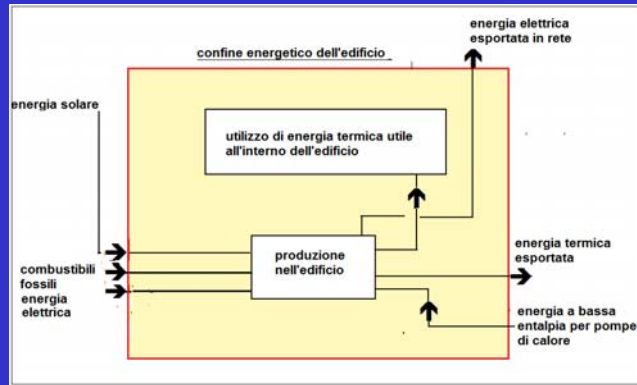 energia elettrica
esportata in rete
confine energetico dell'edificio
energia solare
utilizzo di energia termica utile
all'interno dell'edificio
produzione
nell'edificio
energia termica
esportata
combustibili
fossili
energia
elettrica
energia a bassa
entalpia per pompe
di calore